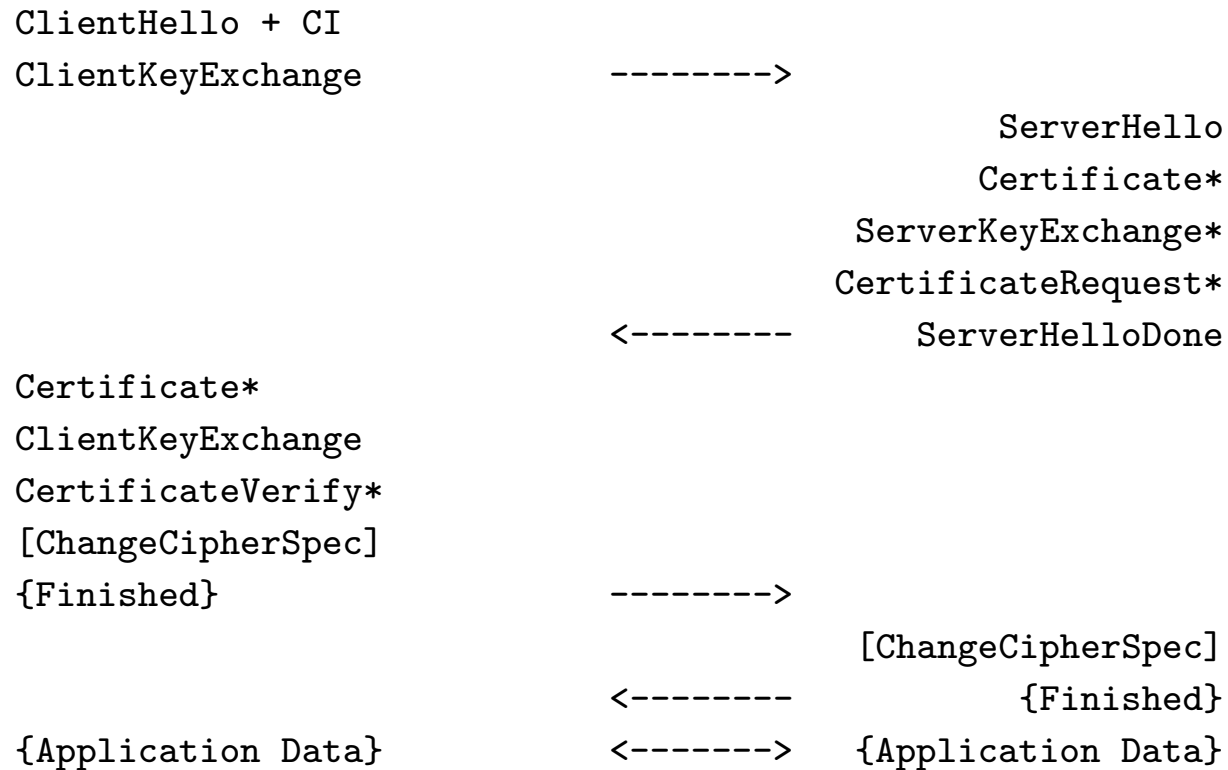 ClientHello + CI
ClientKeyExchange -------->
ServerHello
Certificate*
ServerKeyExchange*
CertificateRequest*
<-------- ServerHelloDone
Certificate*
ClientKeyExchange
CertificateVerify*
[ChangeCipherSpec]
{Finished} -------->
[ChangeCipherSpec]
<-------- {Finished}
{Application Data} <-------> {Application Data}